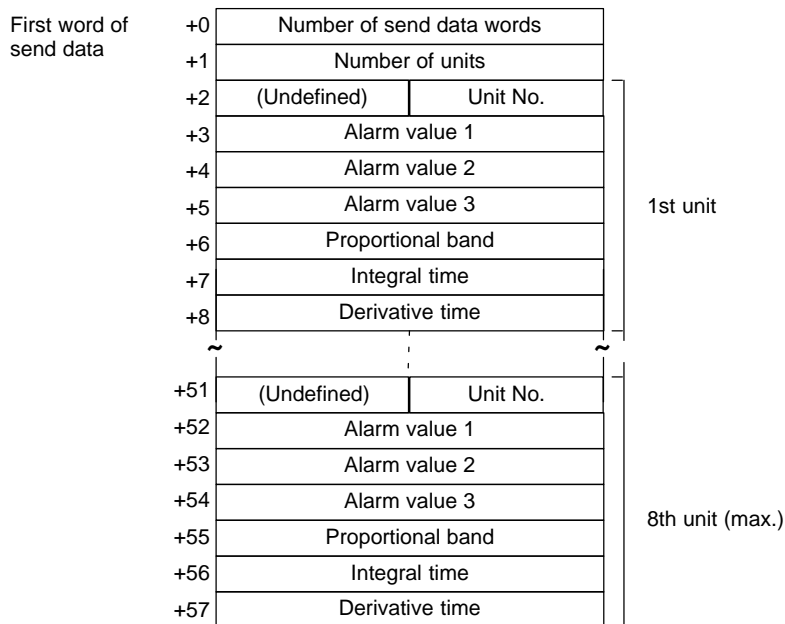 First word of
send data
+0 Number of send data words
+1 Number of units
+2 (Undefined) Unit No.
+3 Alarm value 1
+4 Alarm value 2
+5 Alarm value 3
1st unit
+6 Proportional band
+7 Integral time
+8 Derivative time
~ ~
+51 (Undefined) Unit No.
+52 Alarm value 1
+53 Alarm value 2
+54 Alarm value 3
8th unit (max.)
+55 Proportional band
+56 Integral time
+57 Derivative time